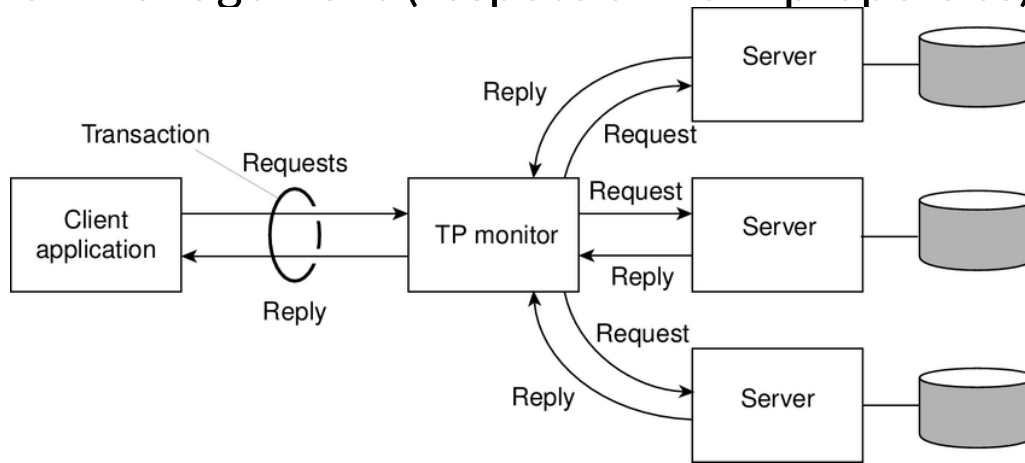 Server
Reply
Request
Transaction
Requests
Request
Client
application
TP monitor
Server
Reply
Reply
Request
Reply
Server